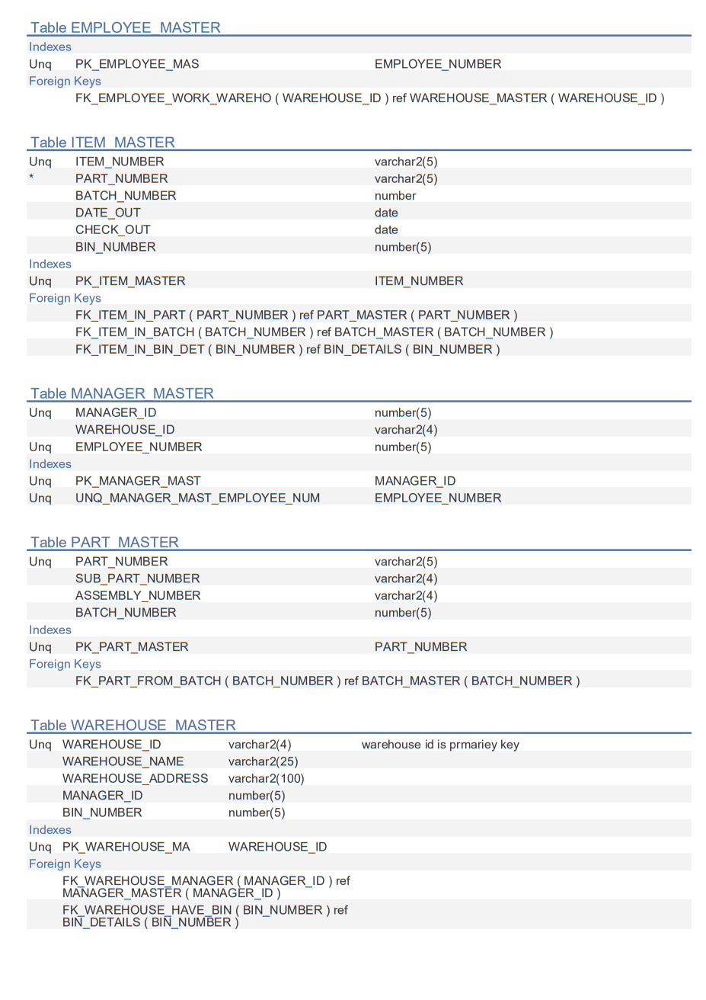 Table EMPLOYEE_MASTER
Indexes
Unq PK_EMPLOYEE_MAS EMPLOYEE_NUMBER
Foreign Keys
FK_EMPLOYEE_WORK_WAREHO ( WAREHOUSE_ID ) ref WAREHOUSE_MASTER ( WAREHOUSE_ID )
Table ITEM_MASTER
Unq ITEM_NUMBER varchar2(5)
* PART_NUMBER varchar2(5)
BATCH_NUMBER number
DATE_OUT date
CHECK_OUT date
BIN_NUMBER number(5)
Indexes
Unq PK_ITEM_MASTER ITEM_NUMBER
Foreign Keys
FK_ITEM_IN_PART ( PART_NUMBER ) ref PART_MASTER ( PART_NUMBER )
FK_ITEM_IN_BATCH ( BATCH_NUMBER ) ref BATCH_MASTER ( BATCH_NUMBER )
FK_ITEM_IN_BIN_DET ( BIN_NUMBER ) ref BIN_DETAILS ( BIN_NUMBER )
Table MANAGER_MASTER
Unq MANAGER_ID number(5)
WAREHOUSE_ID varchar2(4)
Unq EMPLOYEE_NUMBER number(5)
Indexes
Unq PK_MANAGER_MAST MANAGER_ID
Unq UNQ_MANAGER_MAST_EMPLOYEE_NUM EMPLOYEE_NUMBER
Table PART_MASTER
Unq PART_NUMBER varchar2(5)
SUB_PART_NUMBER varchar2(4)
ASSEMBLY_NUMBER varchar2(4)
BATCH_NUMBER number(5)
Indexes
Unq PK_PART_MASTER PART_NUMBER
Foreign Keys
FK_PART_FROM_BATCH ( BATCH_NUMBER ) ref BATCH_MASTER ( BATCH_NUMBER )
Table WAREHOUSE_MASTER
Unq WAREHOUSE_ID varchar2(4) warehouse id is prmariey key
WAREHOUSE_NAME varchar2(25)
WAREHOUSE_ADDRESS varchar2(100)
MANAGER_ID number(5)
BIN_NUMBER number(5)
Indexes
Unq PK_WAREHOUSE_MA WAREHOUSE_ID
Foreign Keys
FK_WAREHOUSE_MANAGER ( MANAGER_ID ) ref
MANAGER_MASTER ( MANAGER_ID )
FK_WAREHOUSE_HAVE_BIN ( BIN_NUMBER ) ref
BIN_DETAILS ( BIN_NUMBER )